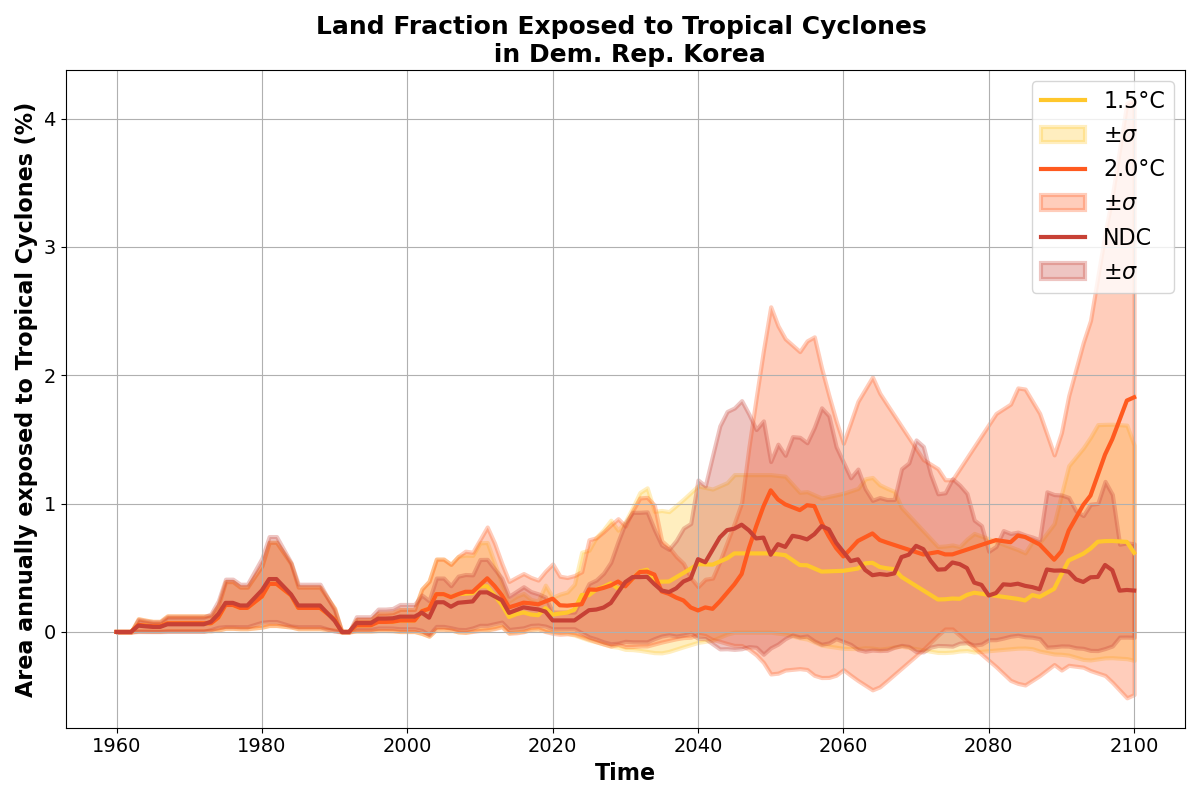 Land Fraction Exposed to Tropical Cyclones
in Dem. Rep. Korea
Area annually exposed to Tropical Cyclones (%)
4
3
2
1
0
1960
1980
2000
2020
2040
2060
2080
2100
Time
1.5°C
±σ
2.0°C
±σ
NDC
±σ